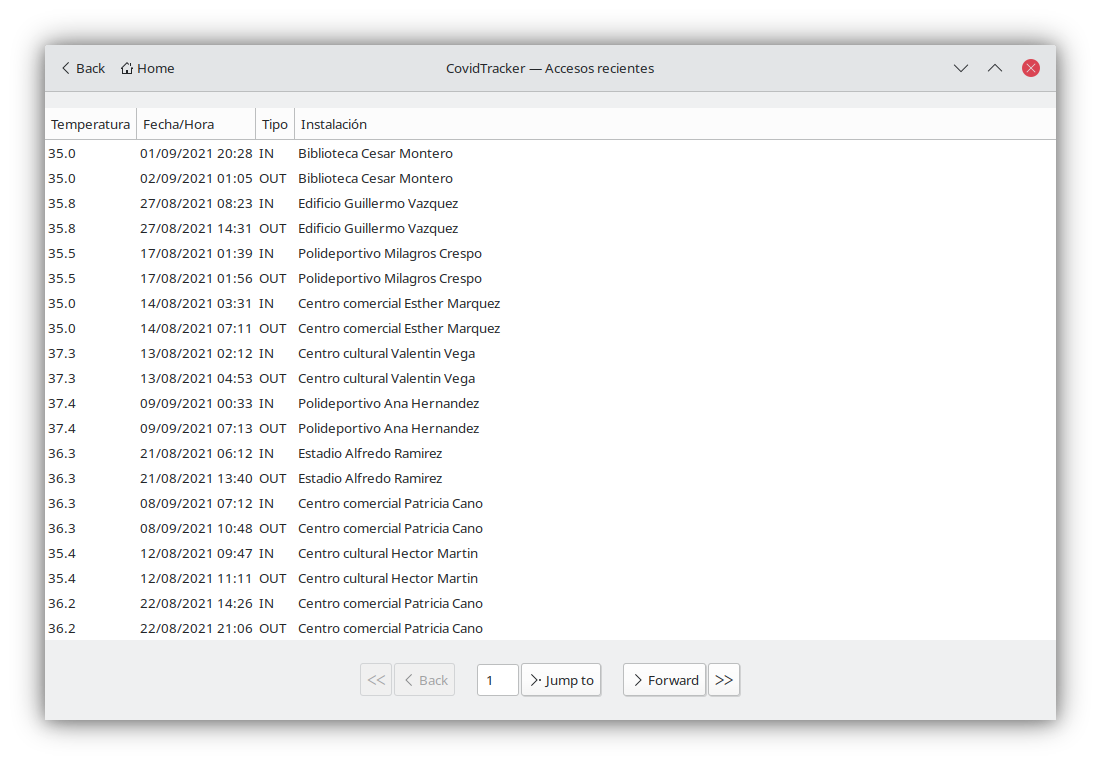 Back Home CovidTracker — Accesos recientes
Temperatura Fecha/Hora Tipo Instalación
35.0 01/09/2021 20:28 IN Biblioteca Cesar Montero
35.0 02/09/2021 01:05 OUT Biblioteca Cesar Montero
35.8 27/08/2021 08:23 IN Edificio Guillermo Vazquez
35.8 27/08/2021 14:31 OUT Edificio Guillermo Vazquez
35.5 17/08/2021 01:39 IN Polideportivo Milagros Crespo
35.5 17/08/2021 01:56 OUT Polideportivo Milagros Crespo
35.0 14/08/2021 03:31 IN Centro comercial Esther Marquez
35.0 14/08/2021 07:11 OUT Centro comercial Esther Marquez
37.3 13/08/2021 02:12 IN Centro cultural Valentin Vega
37.3 13/08/2021 04:53 OUT Centro cultural Valentin Vega
37.4 09/09/2021 00:33 IN Polideportivo Ana Hernandez
37.4 09/09/2021 07:13 OUT Polideportivo Ana Hernandez
36.3 21/08/2021 06:12 IN Estadio Alfredo Ramirez
36.3 21/08/2021 13:40 OUT Estadio Alfredo Ramirez
36.3 08/09/2021 07:12 IN Centro comercial Patricia Cano
36.3 08/09/2021 10:48 OUT Centro comercial Patricia Cano
35.4 12/08/2021 09:47 IN Centro cultural Hector Martin
35.4 12/08/2021 11:11 OUT Centro cultural Hector Martin
36.2 22/08/2021 14:26 IN Centro comercial Patricia Cano
36.2 22/08/2021 21:06 OUT Centro comercial Patricia Cano
<< Back 1 Jump to Forward >>